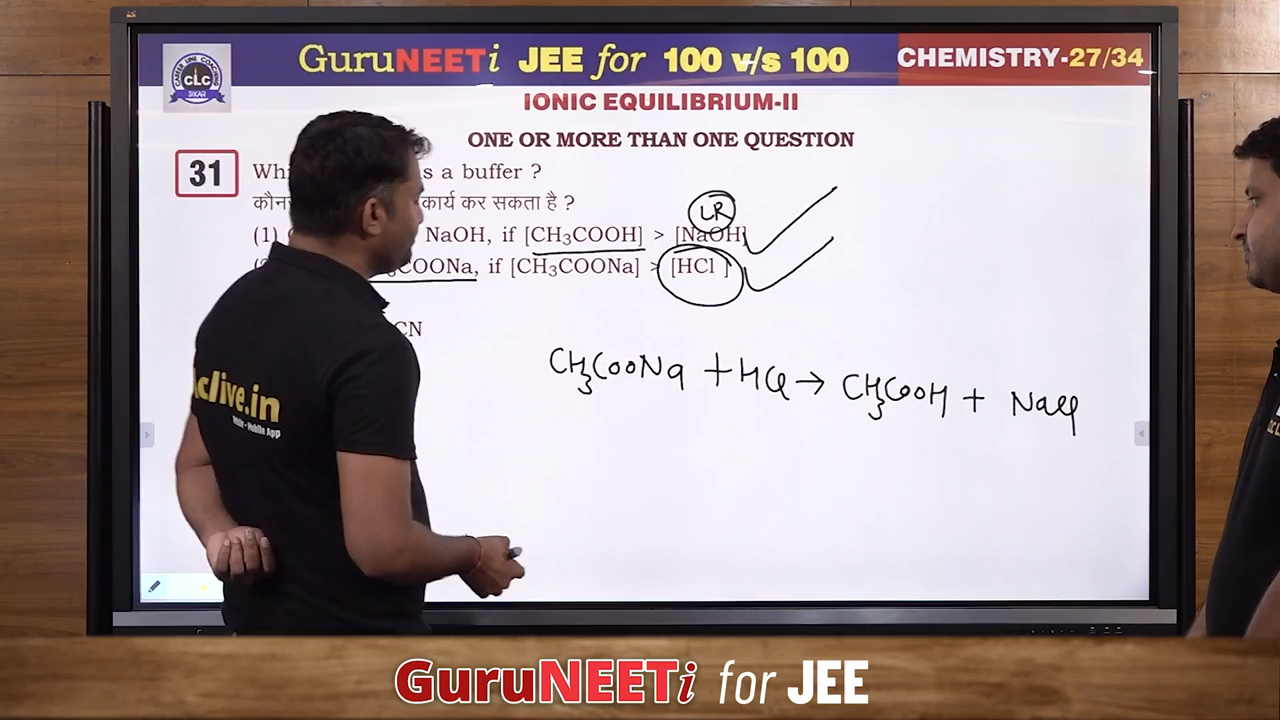 GuruNEETi JEE for 100 v/s 100
CHEMISTRY-27/34
CLC
SIKAR
IONIC EQUILIBRIUM-II
ONE OR MORE THAN ONE QUESTION
31
s a buffer ?
कार्य कर सकता है ?
LR
(1) NaOH, if [CH₃COOH] > [NaOH]
COONa, if [CH₃COONa] > [HCl ]
CN
CH₃COONa + HCl → CH₃COOH + NaCl
clive.in
Mobile App
GuruNEETi for JEE